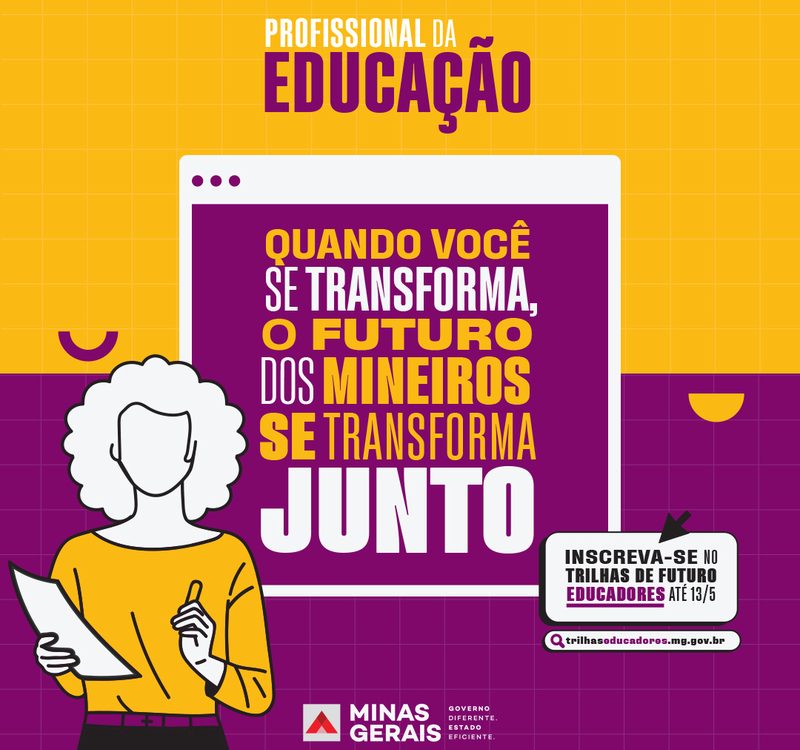 PROFISSIONAL DA
EDUCAÇÃO
QUANDO VOCÊ
SE TRANSFORMA,
O FUTURO
DOS MINEIROS
SE TRANSFORMA
JUNTO
INSCREVA-SE NO
TRILHAS DE FUTURO
EDUCADORES ATÉ 13/5
trilhaseducadores.mg.gov.br
MINAS
GERAIS
GOVERNO
DIFERENTE.
ESTADO
EFICIENTE.